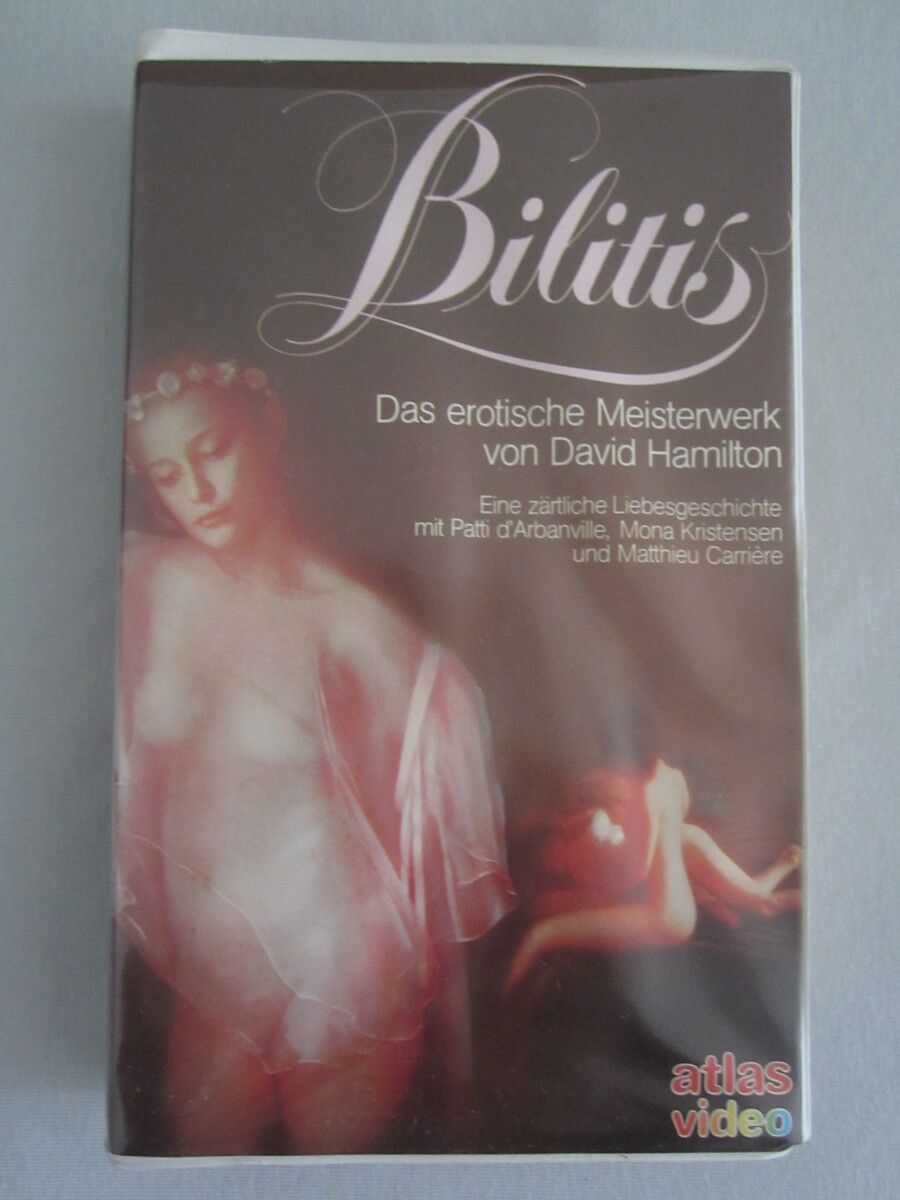 Bilitis
Das erotische Meisterwerk
von David Hamilton
Eine zärtliche Liebesgeschichte
mit Patti d'Arbanville, Mona Kristensen
und Matthieu Carrière
atlas
video